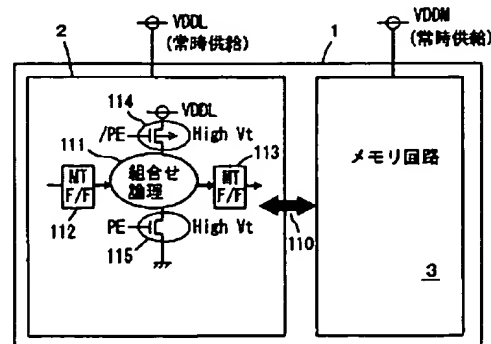 VDDL
(常時供給)
VDDM
(常時供給)
1
2
114
VDDL
/PE
High Vt
111
組合せ
論理
MT
F/F
113
MT
F/F
112
PE
High Vt
115
110
メモリ回路
3